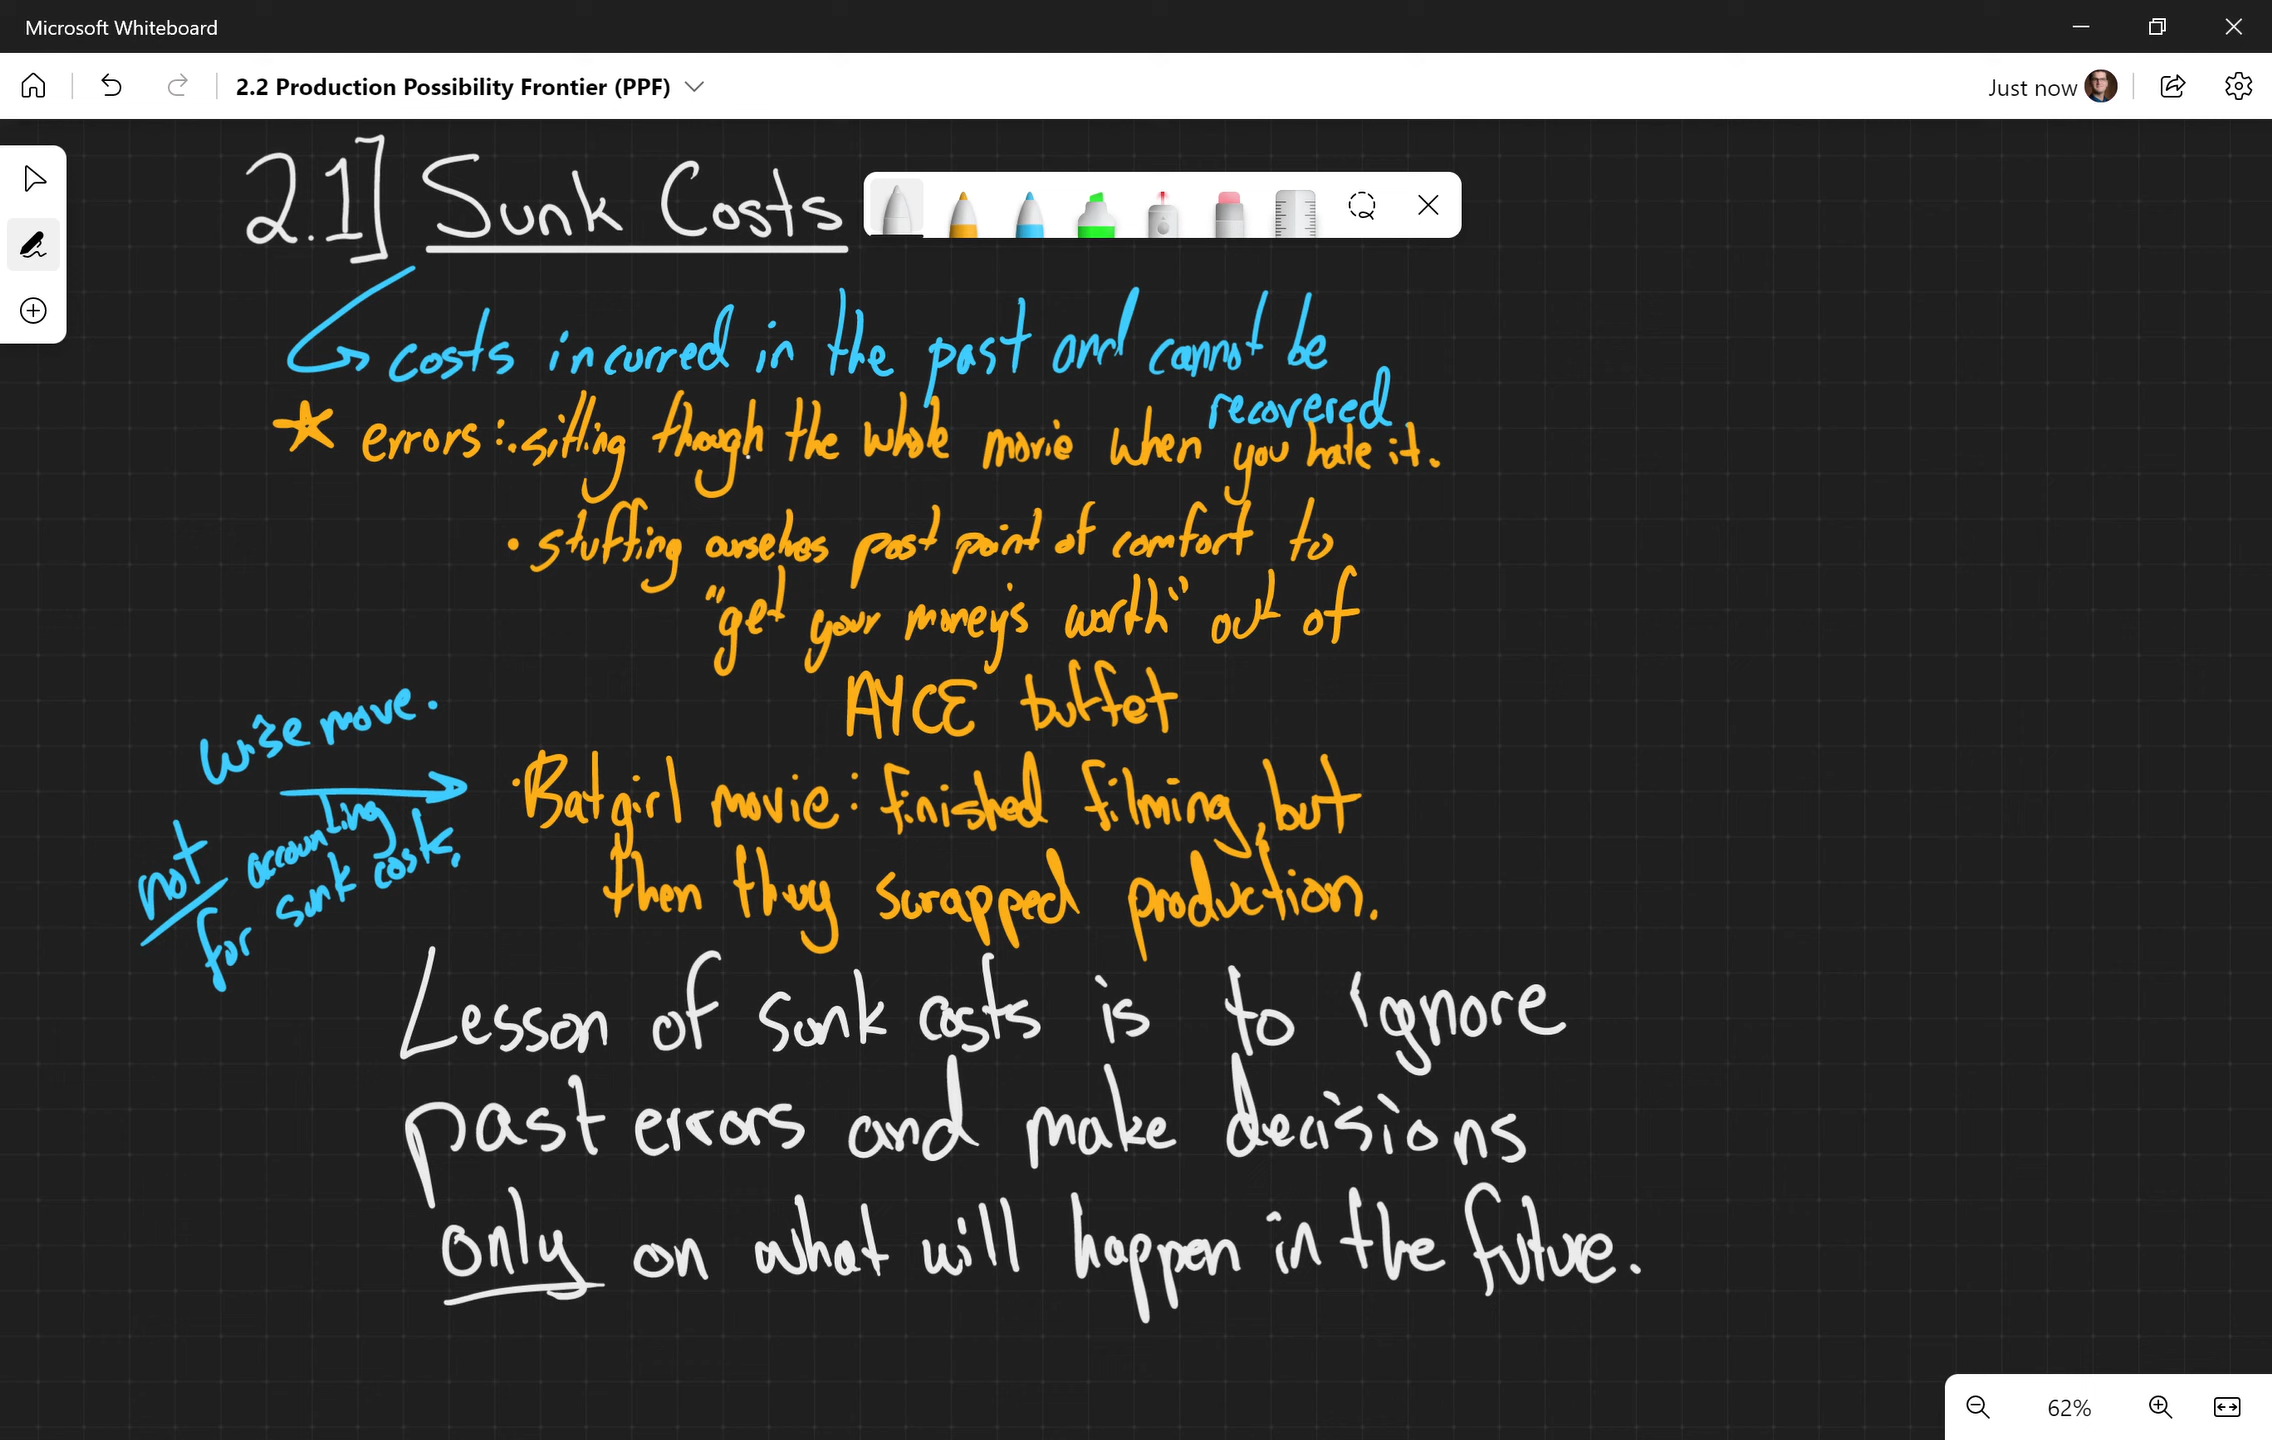 Microsoft Whiteboard
2.2 Production Possibility Frontier (PPF)
Just now
2.1] Sunk Costs
costs incurred in the past and cannot be
recovered
errors: • sitting though the whole movie when you hate it.
• stuffing ourselves past point of comfort to
"get your money's worth" out of
AYCE buffet
wise move.
• Batgirl movie: finished filming, but
then they scrapped production.
not accounting
for sunk cost.
Lesson of sunk costs is to ignore
past errors and make decisions
only on what will happen in the future.
62%